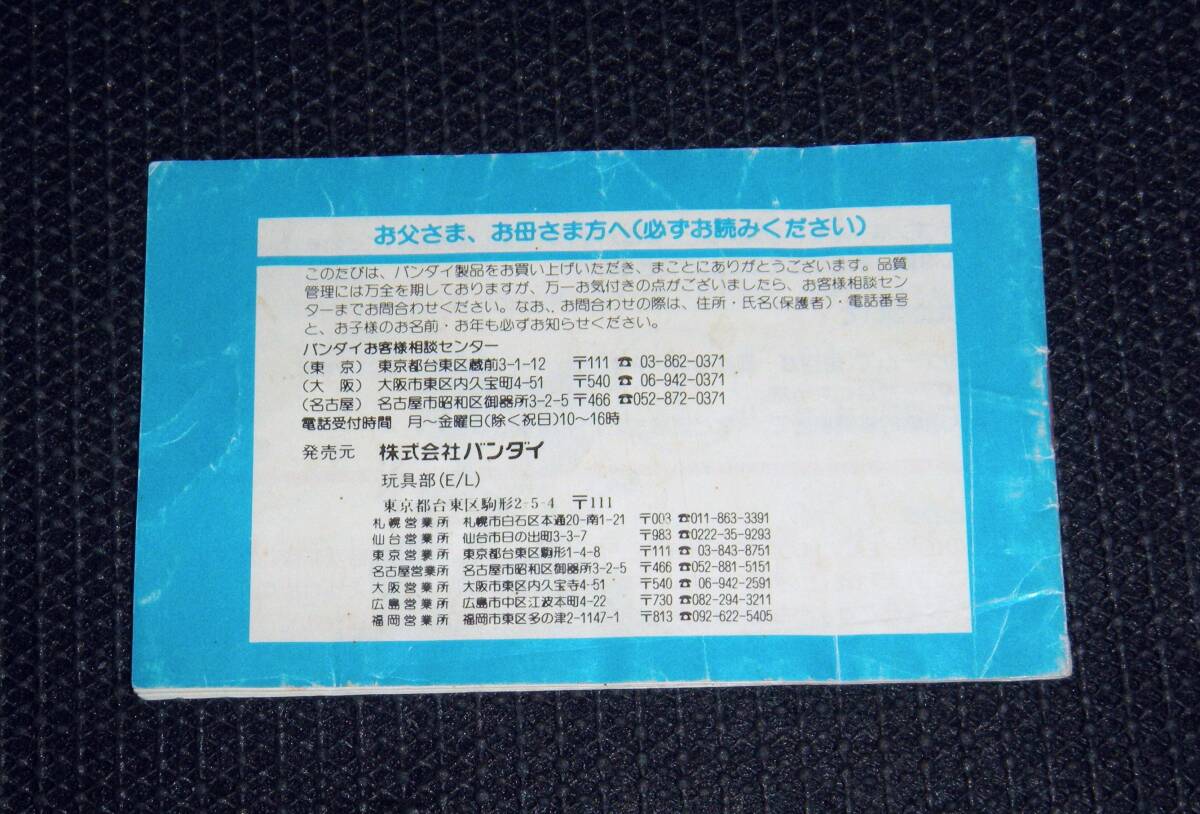 お父さま、お母さま方へ(必ずお読みください)
このたびは、バンダイ製品をお買い上げいただき、まことにありがとうございます。品質
管理には万全を期しておりますが、万一お気付きの点がございましたら、お客様相談セン
ターまでお問合わせください。なお、お問合わせの際は、住所・氏名(保護者)・電話番号
と、お子様のお名前・お年も必ずお知らせください。
バンダイお客様相談センター
(東 京) 東京都台東区蔵前3-1-12 〒111 ☎ 03-862-0371
(大 阪) 大阪市東区内久宝町4-51 〒540 ☎ 06-942-0371
(名古屋) 名古屋市昭和区御器所3-2-5 〒466 ☎052-872-0371
電話受付時間 月〜金曜日(除く祝日)10〜16時
発売元 株式会社バンダイ
玩具部(E/L)
東京都台東区駒形2-5-4 〒111
札幌営業所 札幌市白石区本通20-南1-21 〒003 ☎011-863-3391
仙台営業所 仙台市日の出町3-3-7 〒983 ☎0222-35-9293
東京営業所 東京都台東区駒形1-4-8 〒111 ☎ 03-843-8751
名古屋営業所 名古屋市昭和区御器所3-2-5 〒466 ☎052-881-5151
大阪営業所 大阪市東区内久宝寺4-51 〒540 ☎ 06-942-2591
広島営業所 広島市中区江波本町4-22 〒730 ☎082-294-3211
福岡営業所 福岡市東区多の津2-1147-1 〒813 ☎092-622-5405